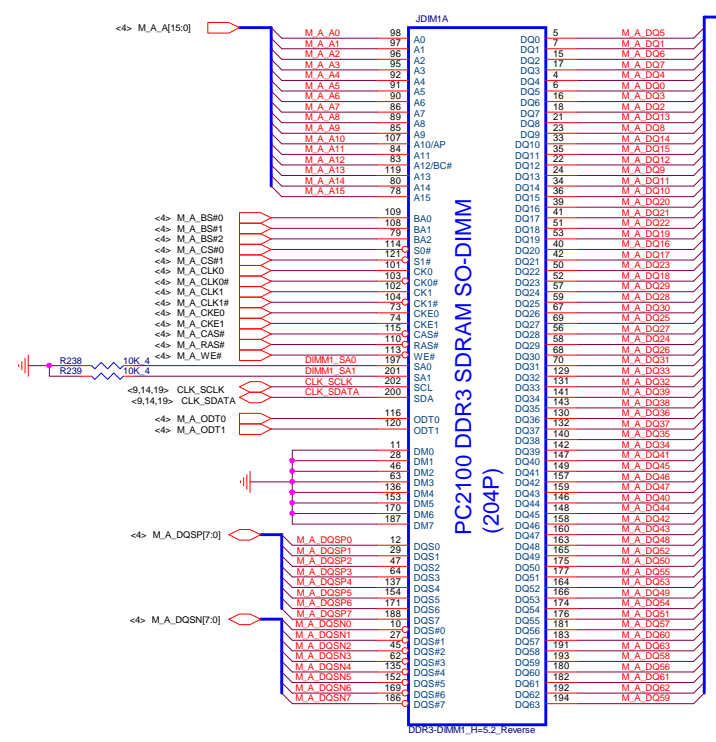 JDIM1A
<4> M_A_A[15:0]
M_A_A0 98 A0
M_A_A1 97 A1
M_A_A2 96 A2
M_A_A3 95 A3
M_A_A4 92 A4
M_A_A5 91 A5
M_A_A6 90 A6
M_A_A7 86 A7
M_A_A8 89 A8
M_A_A9 85 A9
M_A_A10 107 A10/AP
M_A_A11 84 A11
M_A_A12 83 A12/BC#
M_A_A13 119 A13
M_A_A14 80 A14
M_A_A15 78 A15
<4> M_A_BS#0 109 BA0
<4> M_A_BS#1 108 BA1
<4> M_A_BS#2 79 BA2
<4> M_A_CS#0 114 S0#
<4> M_A_CS#1 121 S1#
<4> M_A_CLK0 101 CK0
<4> M_A_CLK0# 103 CK0#
<4> M_A_CLK1 102 CK1
<4> M_A_CLK1# 104 CK1#
<4> M_A_CKE0 73 CKE0
<4> M_A_CKE1 74 CKE1
<4> M_A_CAS# 115 CAS#
<4> M_A_RAS# 110 RAS#
<4> M_A_WE# 113 WE#
R238 10K_4 DIMM1_SA0 197 SA0
R239 10K_4 DIMM1_SA1 201 SA1
<9,14,19> CLK_SCLK CLK_SCLK 202 SCL
<9,14,19> CLK_SDATA CLK_SDATA 200 SDA
<4> M_A_ODT0 116 ODT0
<4> M_A_ODT1 120 ODT1
11 DM0
28 DM1
46 DM2
63 DM3
136 DM4
153 DM5
170 DM6
187 DM7
<4> M_A_DQSP[7:0]
M_A_DQSP0 12 DQS0
M_A_DQSP1 29 DQS1
M_A_DQSP2 47 DQS2
M_A_DQSP3 64 DQS3
M_A_DQSP4 137 DQS4
M_A_DQSP5 154 DQS5
M_A_DQSP6 171 DQS6
M_A_DQSP7 188 DQS7
<4> M_A_DQSN[7:0]
M_A_DQSN0 10 DQS#0
M_A_DQSN1 27 DQS#1
M_A_DQSN2 45 DQS#2
M_A_DQSN3 62 DQS#3
M_A_DQSN4 135 DQS#4
M_A_DQSN5 152 DQS#5
M_A_DQSN6 169 DQS#6
M_A_DQSN7 186 DQS#7
PC2100 DDR3 SDRAM SO-DIMM
(204P)
DQ0 5 M_A_DQ5
DQ1 7 M_A_DQ1
DQ2 15 M_A_DQ6
DQ3 17 M_A_DQ7
DQ4 4 M_A_DQ4
DQ5 6 M_A_DQ0
DQ6 16 M_A_DQ3
DQ7 18 M_A_DQ2
DQ8 21 M_A_DQ13
DQ9 23 M_A_DQ8
DQ10 33 M_A_DQ14
DQ11 35 M_A_DQ15
DQ12 22 M_A_DQ12
DQ13 24 M_A_DQ9
DQ14 34 M_A_DQ11
DQ15 36 M_A_DQ10
DQ16 39 M_A_DQ20
DQ17 41 M_A_DQ21
DQ18 51 M_A_DQ22
DQ19 53 M_A_DQ19
DQ20 40 M_A_DQ16
DQ21 42 M_A_DQ17
DQ22 50 M_A_DQ23
DQ23 52 M_A_DQ18
DQ24 57 M_A_DQ29
DQ25 59 M_A_DQ28
DQ26 67 M_A_DQ30
DQ27 69 M_A_DQ25
DQ28 56 M_A_DQ27
DQ29 58 M_A_DQ24
DQ30 68 M_A_DQ26
DQ31 70 M_A_DQ31
DQ32 129 M_A_DQ33
DQ33 131 M_A_DQ32
DQ34 141 M_A_DQ39
DQ35 143 M_A_DQ38
DQ36 130 M_A_DQ36
DQ37 132 M_A_DQ37
DQ38 140 M_A_DQ35
DQ39 142 M_A_DQ34
DQ40 147 M_A_DQ41
DQ41 149 M_A_DQ45
DQ42 157 M_A_DQ46
DQ43 159 M_A_DQ47
DQ44 146 M_A_DQ40
DQ45 148 M_A_DQ44
DQ46 158 M_A_DQ42
DQ47 160 M_A_DQ43
DQ48 163 M_A_DQ48
DQ49 165 M_A_DQ52
DQ50 175 M_A_DQ50
DQ51 177 M_A_DQ55
DQ52 164 M_A_DQ53
DQ53 166 M_A_DQ49
DQ54 174 M_A_DQ54
DQ55 176 M_A_DQ51
DQ56 181 M_A_DQ57
DQ57 183 M_A_DQ60
DQ58 191 M_A_DQ63
DQ59 193 M_A_DQ58
DQ60 180 M_A_DQ56
DQ61 182 M_A_DQ61
DQ62 192 M_A_DQ62
DQ63 194 M_A_DQ59
DDR3-DIMM1_H=5.2_Reverse